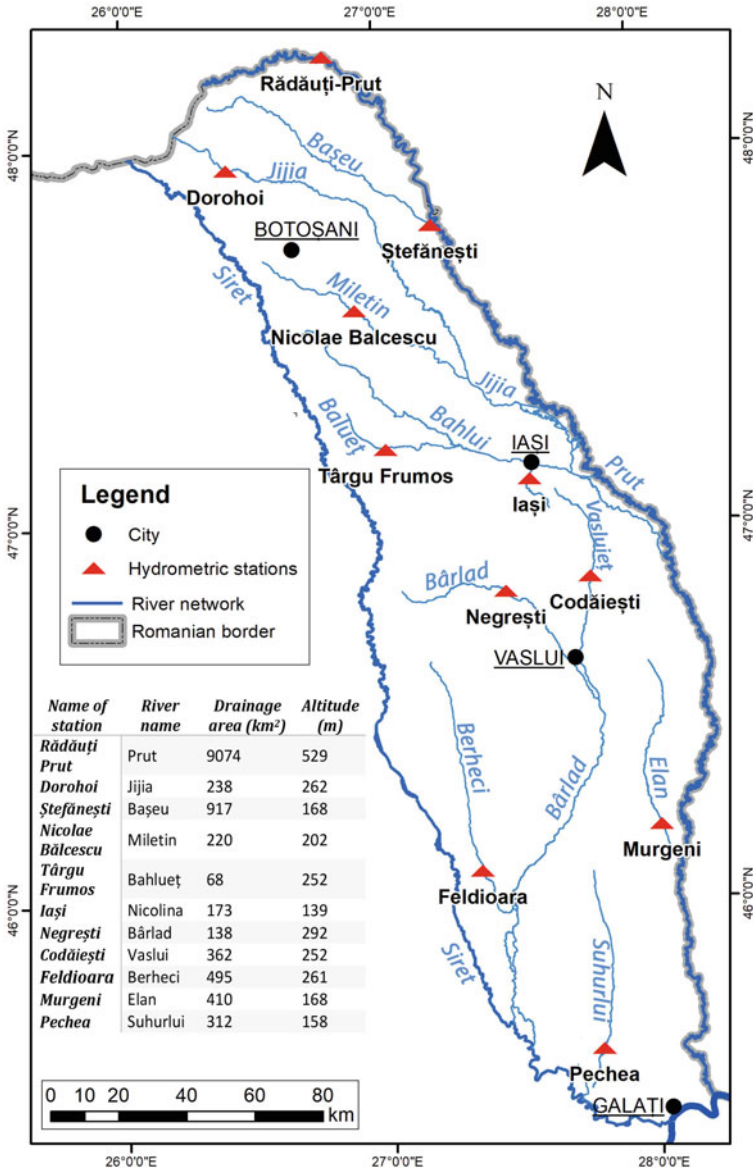 26°0'0"E 27°0'0"E 28°0'0"E
N
Rădăuți-Prut
48°0'0"N
48°0'0"N
Bașeu
Jijia
Dorohoi
BOTOȘANI
Ștefănești
Siret
Miletin
Nicolae Balcescu
Jijia
Bahlui
Balueț
IAȘI
Târgu Frumos
Prut
Iași
Legend
City
Hydrometric stations
River network
Romanian border
47°0'0"N
47°0'0"N
Vasluieț
Bârlad
Negrești
Codăiești
VASLUI
Name of station River name Drainage area (km²) Altitude (m)
Rădăuți Prut Prut 9074 529
Dorohoi Jijia 238 262
Ștefănești Bașeu 917 168
Nicolae Bălcescu Miletin 220 202
Târgu Frumos Bahlueț 68 252
Iași Nicolina 173 139
Negrești Bârlad 138 292
Codăiești Vaslui 362 252
Feldioara Berheci 495 261
Murgeni Elan 410 168
Pechea Suhurlui 312 158
Berheci
Bârlad
Elan
Murgeni
Feldioara
46°0'0"N
46°0'0"N
Siret
Suhurlui
Pechea
GALAȚI
0 10 20 40 60 80
km
26°0'0"E 27°0'0"E 28°0'0"E